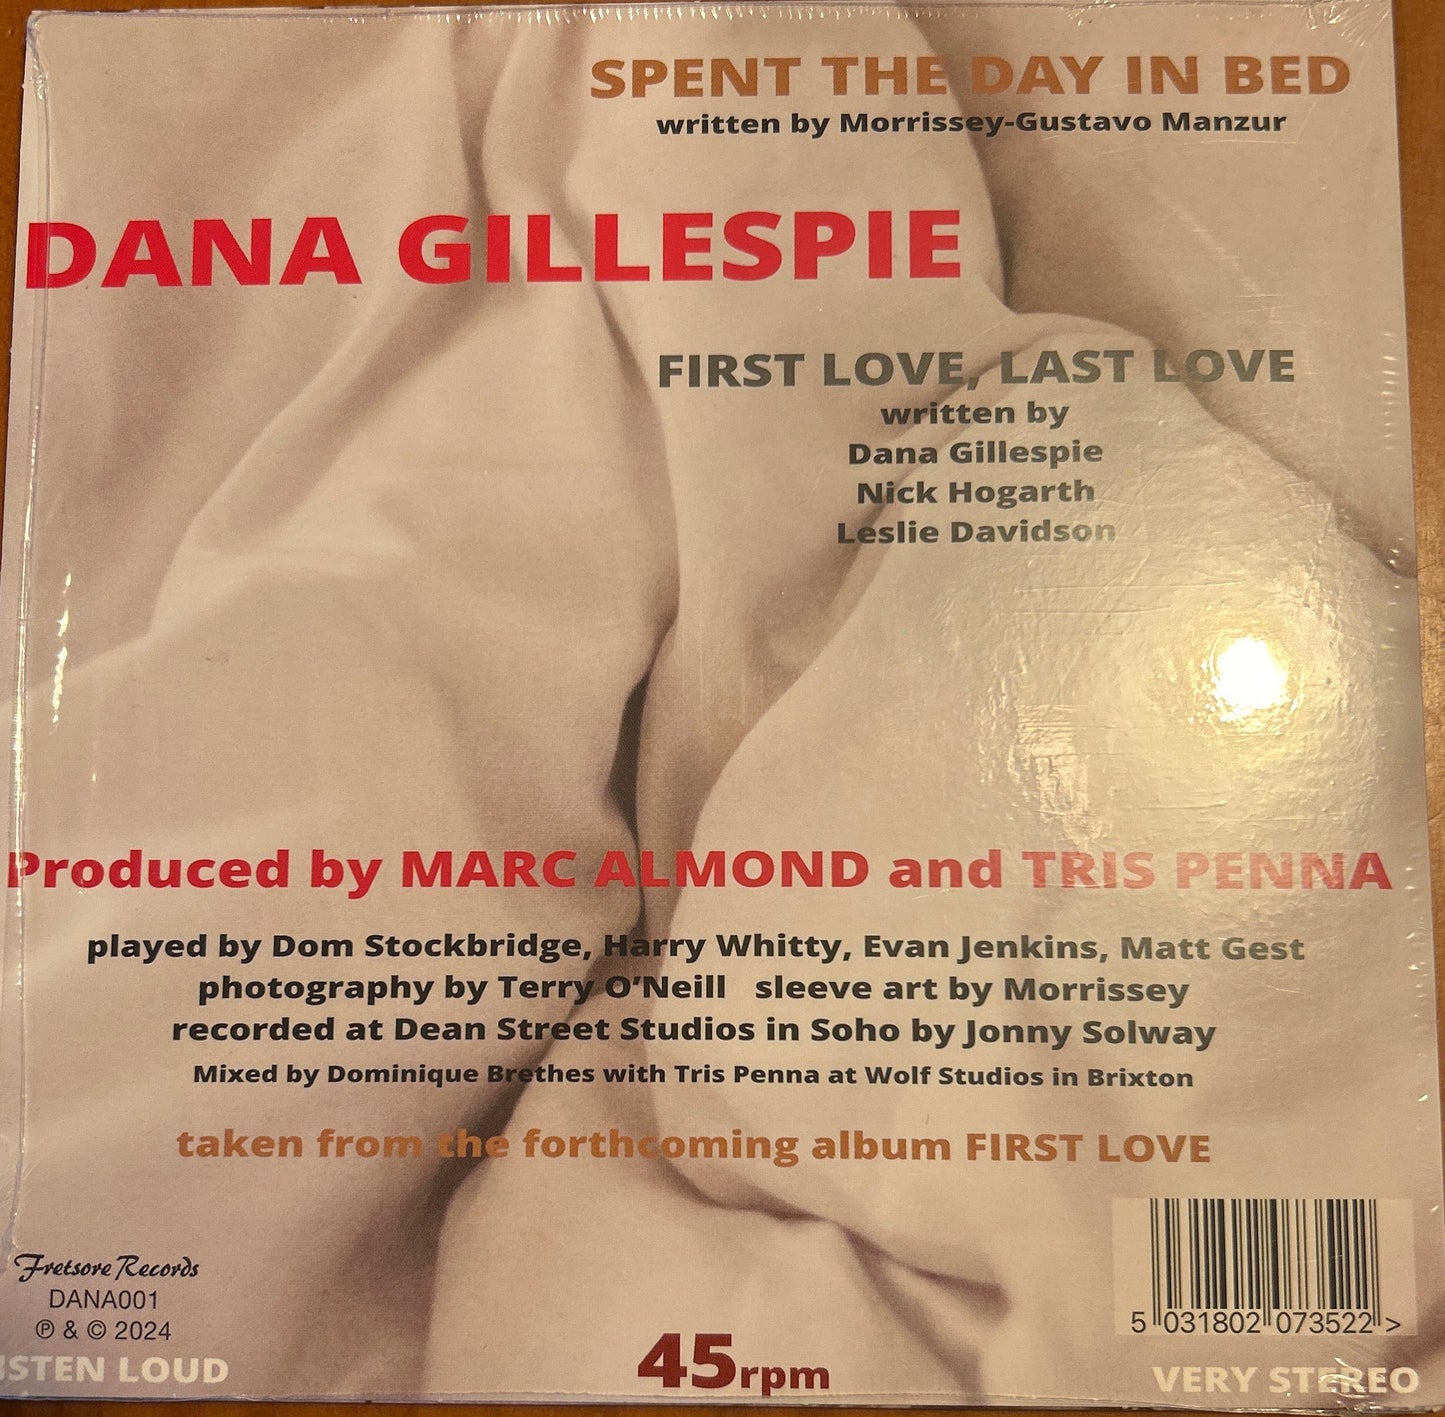 SPENT THE DAY IN BED
written by Morrissey-Gustavo Manzur
DANA GILLESPIE
FIRST LOVE, LAST LOVE
written by
Dana Gillespie
Nick Hogarth
Leslie Davidson
Produced by MARC ALMOND and TRIS PENNA
played by Dom Stockbridge, Harry Whitty, Evan Jenkins, Matt Gest
photography by Terry O’Neill sleeve art by Morrissey
recorded at Dean Street Studios in Soho by Jonny Solway
Mixed by Dominique Brethes with Tris Penna at Wolf Studios in Brixton
taken from the forthcoming album FIRST LOVE
Fretsore Records
DANA001
℗ & © 2024
ISTEN LOUD
45rpm
5 031802 073522 >
VERY STEREO